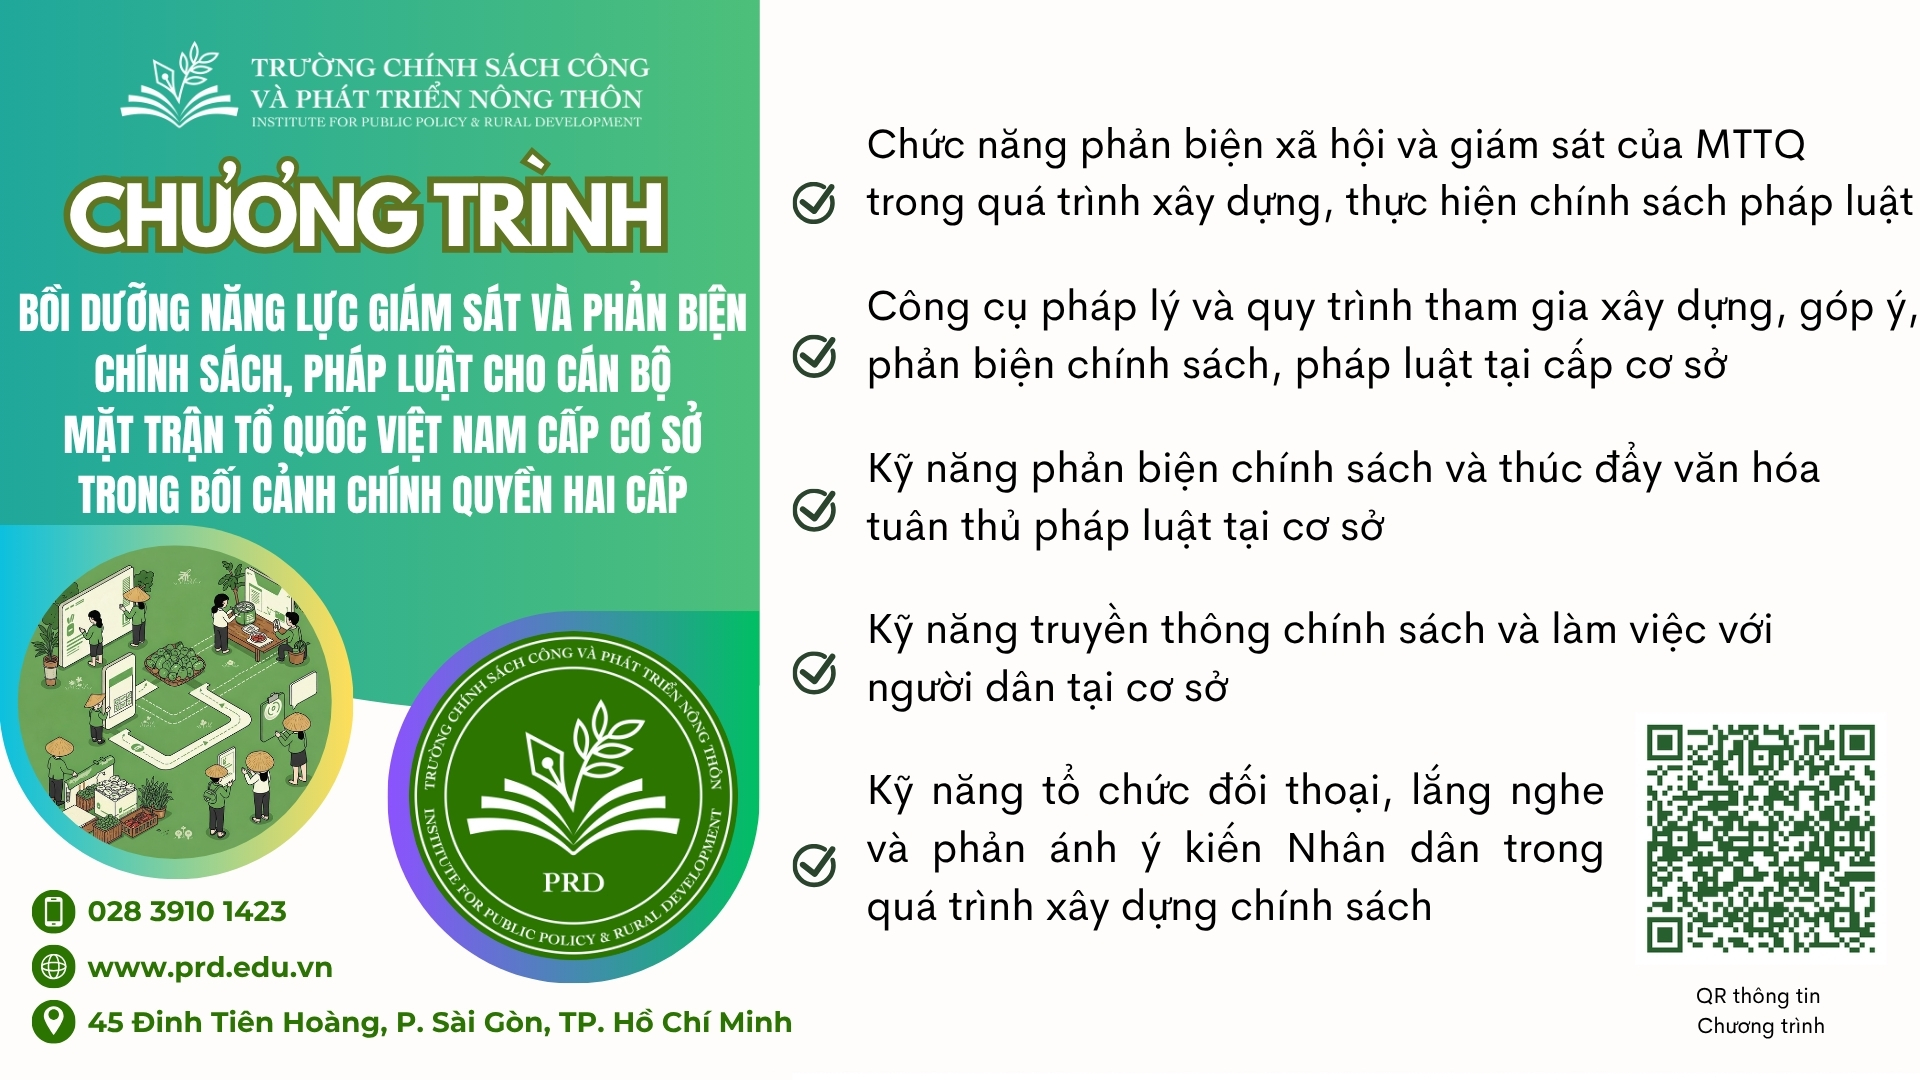 TRƯỜNG CHÍNH SÁCH CÔNG
VÀ PHÁT TRIỂN NÔNG THÔN
INSTITUTE FOR PUBLIC POLICY & RURAL DEVELOPMENT
CHƯƠNG TRÌNH
BỒI DƯỠNG NĂNG LỰC GIÁM SÁT VÀ PHẢN BIỆN
CHÍNH SÁCH, PHÁP LUẬT CHO CÁN BỘ
MẶT TRẬN TỔ QUỐC VIỆT NAM CẤP CƠ SỞ
TRONG BỐI CẢNH CHÍNH QUYỀN HAI CẤP
TRƯỜNG CHÍNH SÁCH CÔNG VÀ PHÁT TRIỂN NÔNG THÔN
INSTISTUTE FOR PUBLIC POLICY & RURAL DEVELOPMENT
PRD
028 3910 1423
www.prd.edu.vn
45 Đinh Tiên Hoàng, P. Sài Gòn, TP. Hồ Chí Minh
Chức năng phản biện xã hội và giám sát của MTTQ
trong quá trình xây dựng, thực hiện chính sách pháp luật
Công cụ pháp lý và quy trình tham gia xây dựng, góp ý,
phản biện chính sách, pháp luật tại cấp cơ sở
Kỹ năng phản biện chính sách và thúc đẩy văn hóa
tuân thủ pháp luật tại cơ sở
Kỹ năng truyền thông chính sách và làm việc với
người dân tại cơ sở
Kỹ năng tổ chức đối thoại, lắng nghe
và phản ánh ý kiến Nhân dân trong
quá trình xây dựng chính sách
QR thông tin
Chương trình